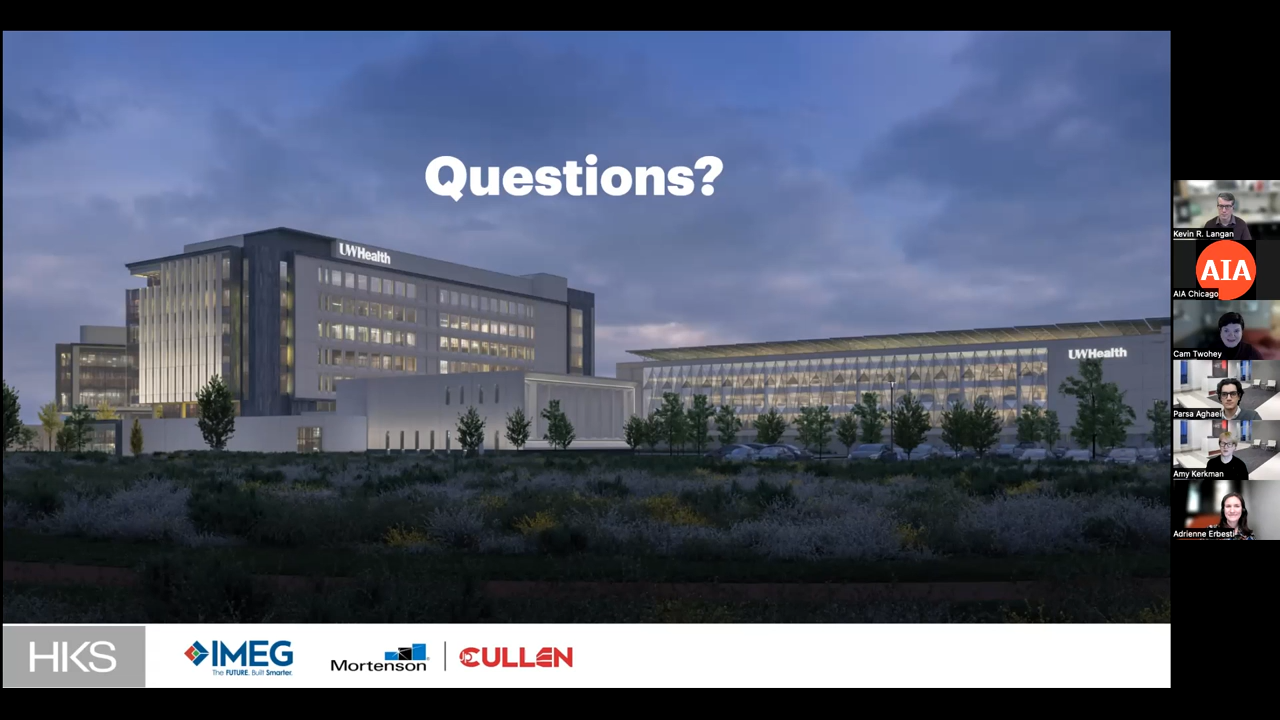 Questions?
UWHealth
UWHealth
Kevin R. Langan
AIA
AIA Chicago
Cam Twohey
Parsa Aghaei
Amy Kerkman
Adrienne Erbesti
HKS
IMEG
The FUTURE. Built Smarter.
Mortenson
CULLEN